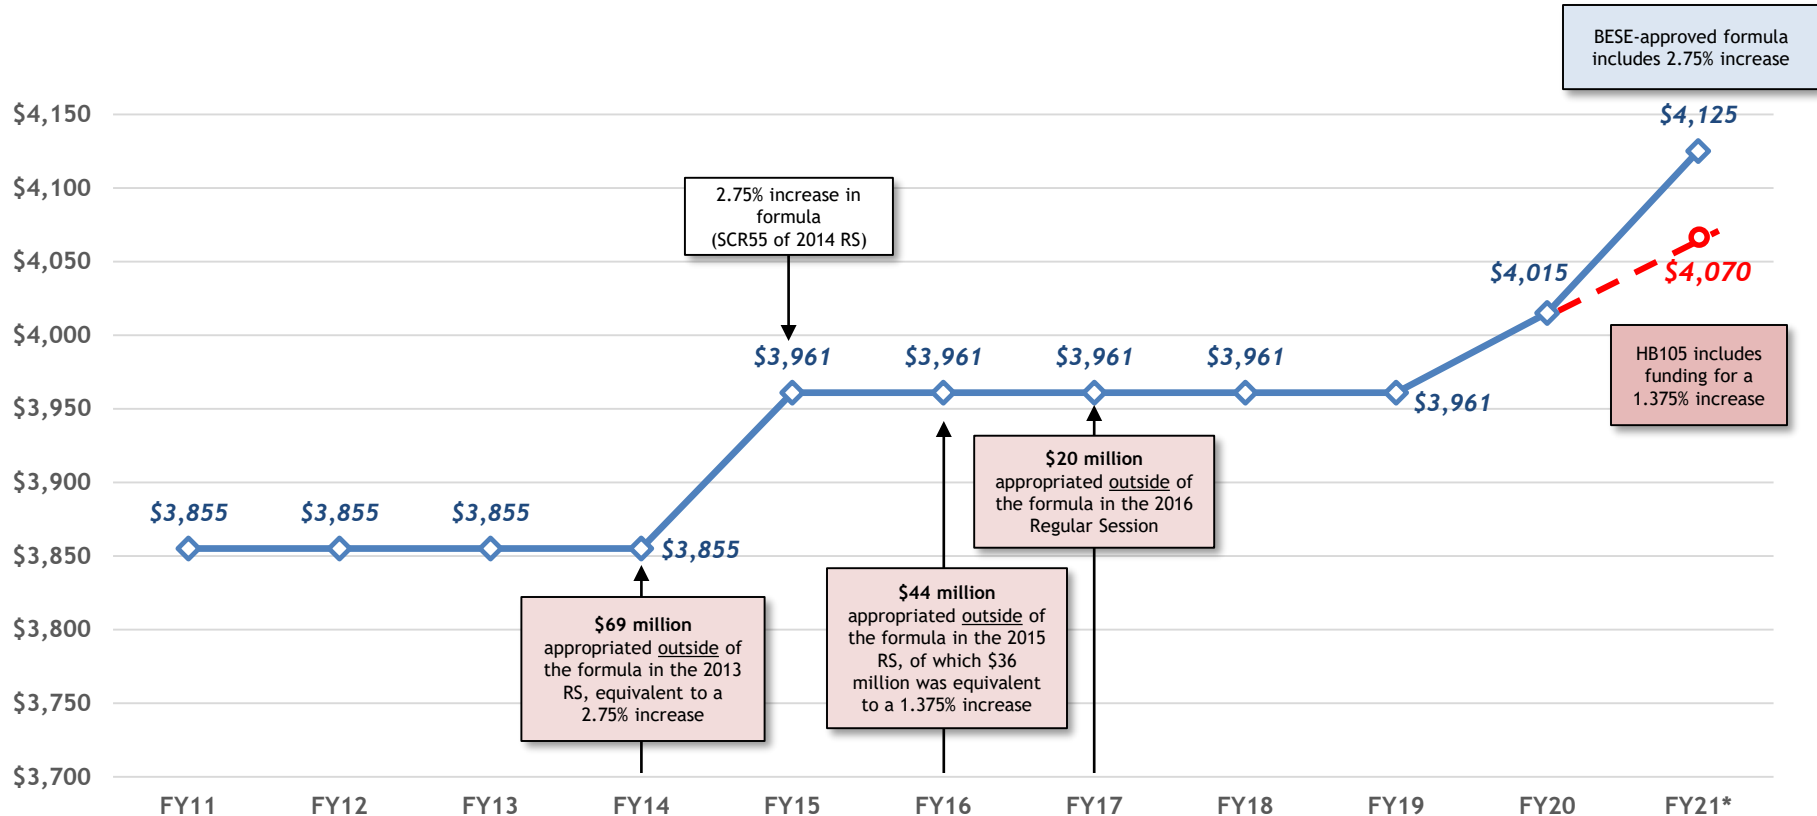 BESE-approved formula
includes 2.75% increase
$4,150
$4,100
$4,050
$4,000
$3,950
$3,900
$3,850
$3,800
$3,750
$3,700
$4,125
2.75% increase in
formula
(SCR55 of 2014 RS)
$4,015
$4,070
HB105 includes
funding for a
1.375% increase
$3,961
$3,961
$3,961
$3,961
$3,961
$3,855
$3,855
$3,855
$3,855
$20 million
appropriated outside of
the formula in the 2016
Regular Session
$44 million
appropriated outside of
the formula in the 2015
RS, of which $36
million was equivalent
to a 1.375% increase
$69 million
appropriated outside of
the formula in the 2013
RS, equivalent to a
2.75% increase
FY11
FY12
FY13
FY14
FY15
FY16
FY17
FY18
FY19
FY20
FY21*